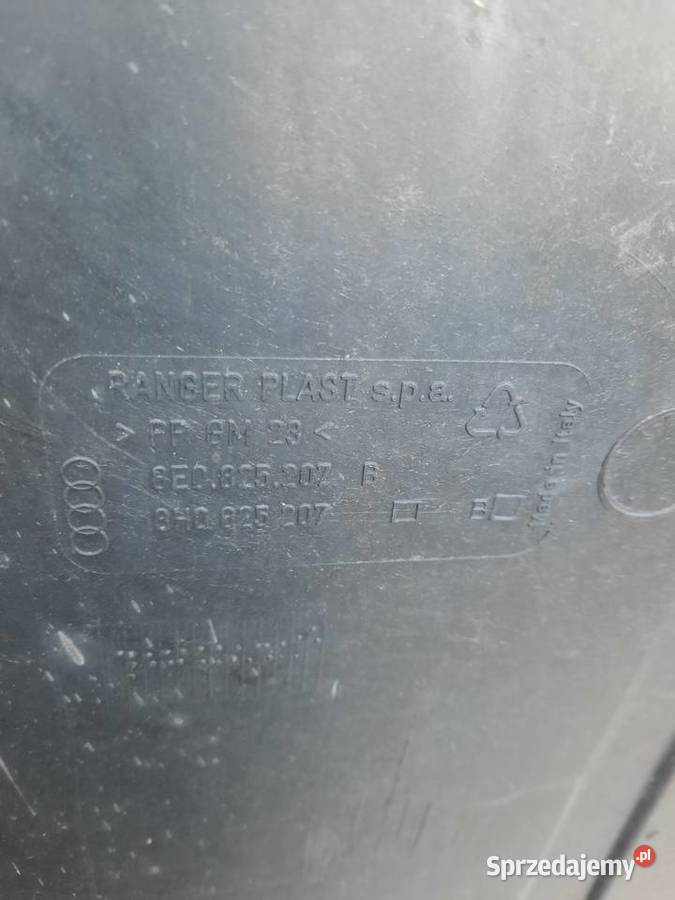 RANGER PLAST s.p.a.
> PP GM 23 <
8E0.825.207 B
8H0.825 207 B
Made in Italy
Sprzedajemy.pl